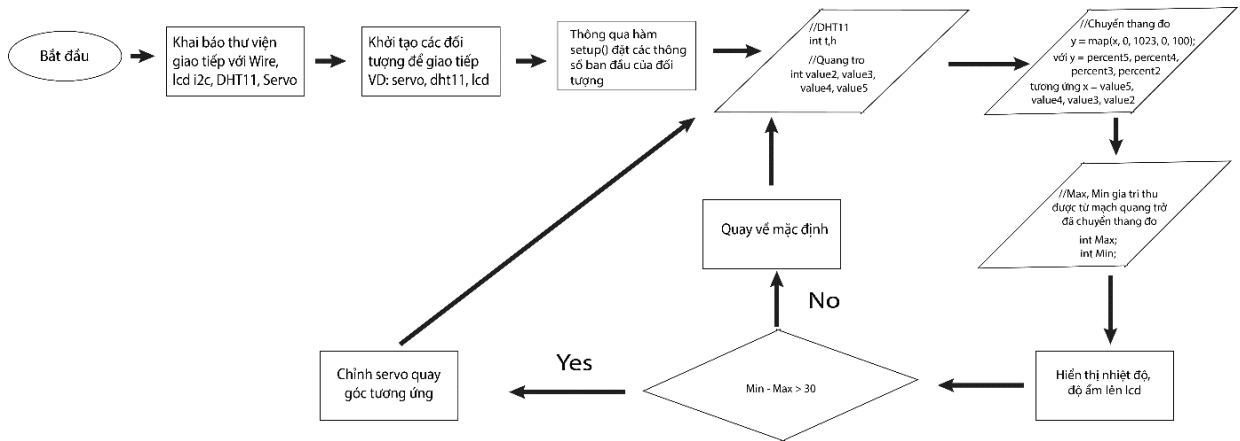 Bắt đầu
Khai báo thư viện
giao tiếp với Wire,
lcd i2c, DHT11, Servo
Khởi tạo các đối
tượng để giao tiếp
VD: servo, dht11, lcd
Thông qua hàm
setup() đặt các thông
số ban đầu của đối
tượng
//DHT11
int t,h
//Quang tro
int value2, value3,
value4, value5
//Chuyển thang đo
y = map(x, 0, 1023, 0, 100);
với y = percent5, percent4,
percent3, percent2
tương ứng x = value5,
value4, value3, value2
//Max, Min gia tri thu
được từ mạch quang trở
đã chuyển thang đo
int Max;
int Min;
Hiển thị nhiệt độ,
độ ẩm lên lcd
Min - Max > 30
No
Quay về mặc định
Yes
Chỉnh servo quay
góc tương ứng